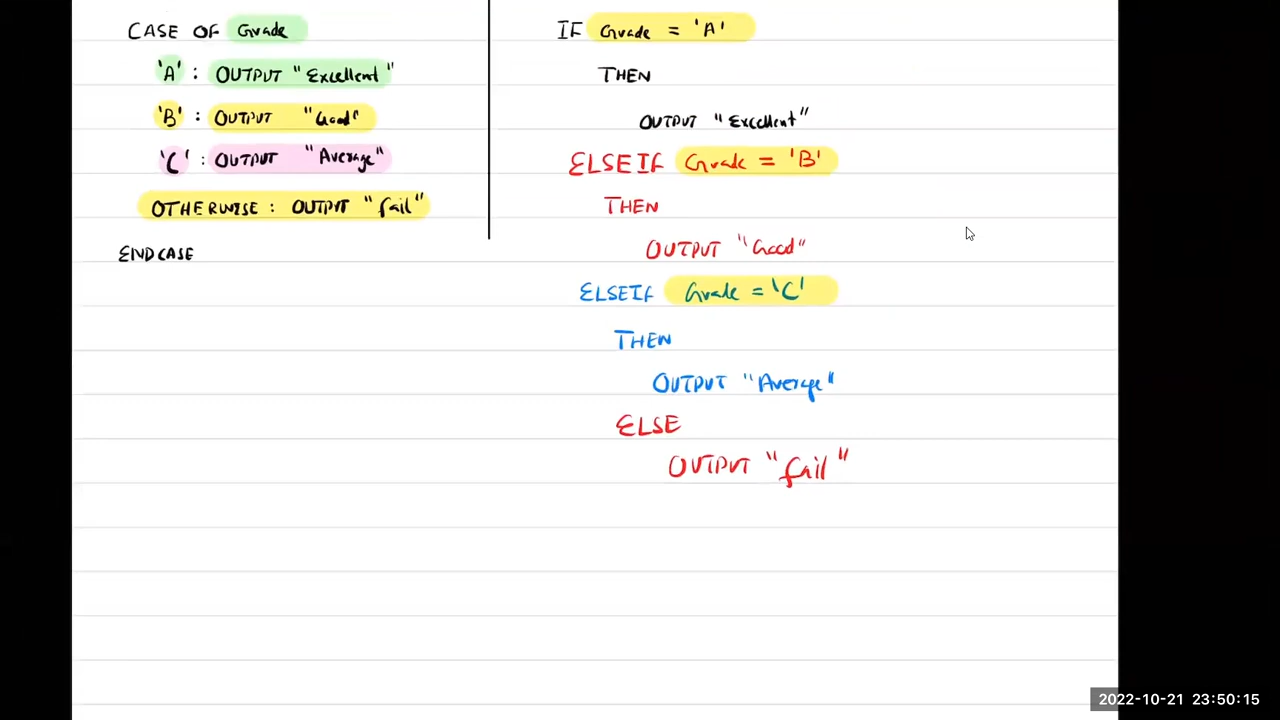 CASE OF Grade
'A' : OUTPUT "Excellent"
'B' : OUTPUT "Good"
'C' : OUTPUT "Average"
OTHERWISE : OUTPUT "fail"
ENDCASE
IF Grade = 'A'
THEN
OUTPUT "Excellent"
ELSEIF Grade = 'B'
THEN
OUTPUT "Good"
ELSEIF Grade = 'C'
THEN
OUTPUT "Average"
ELSE
OUTPUT "fail"
2022-10-21 23:50:15